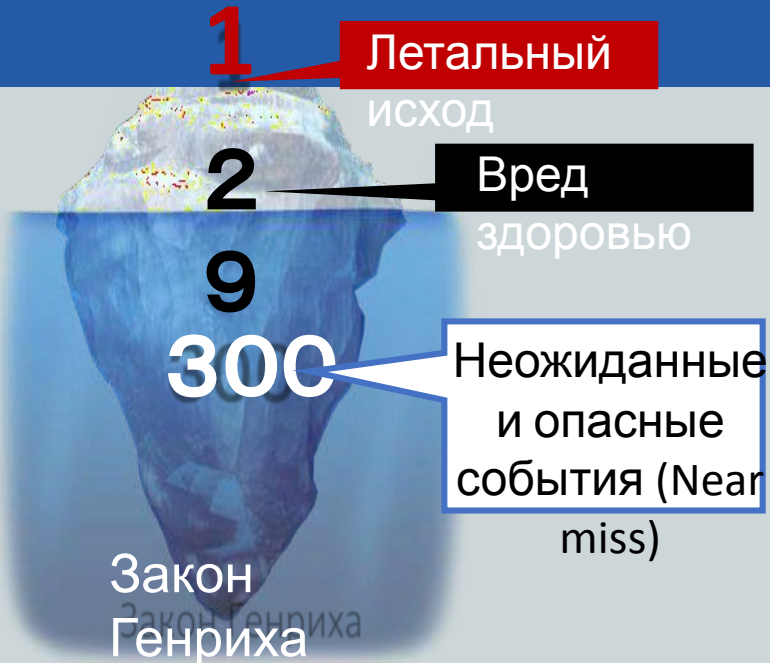 1
Летальный
исход
2
Вред
здоровью
9
300
Неожиданные
и опасные
события (Near
miss)
Закон
Закон Генриха
Генриха